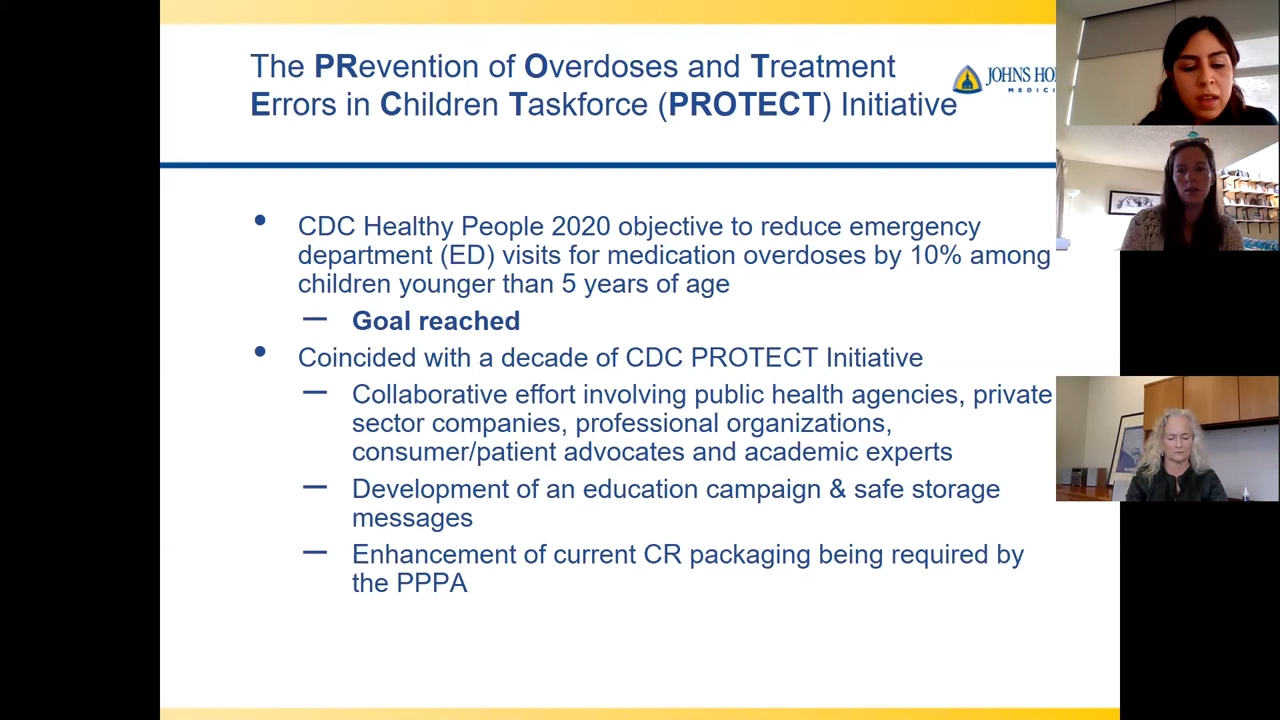 The PRevention of Overdoses and Treatment
Errors in Children Taskforce (PROTECT) Initiative
JOHNS HO
MEDICI
• CDC Healthy People 2020 objective to reduce emergency
department (ED) visits for medication overdoses by 10% among
children younger than 5 years of age
— Goal reached
• Coincided with a decade of CDC PROTECT Initiative
— Collaborative effort involving public health agencies, private
sector companies, professional organizations,
consumer/patient advocates and academic experts
— Development of an education campaign & safe storage
messages
— Enhancement of current CR packaging being required by
the PPPA